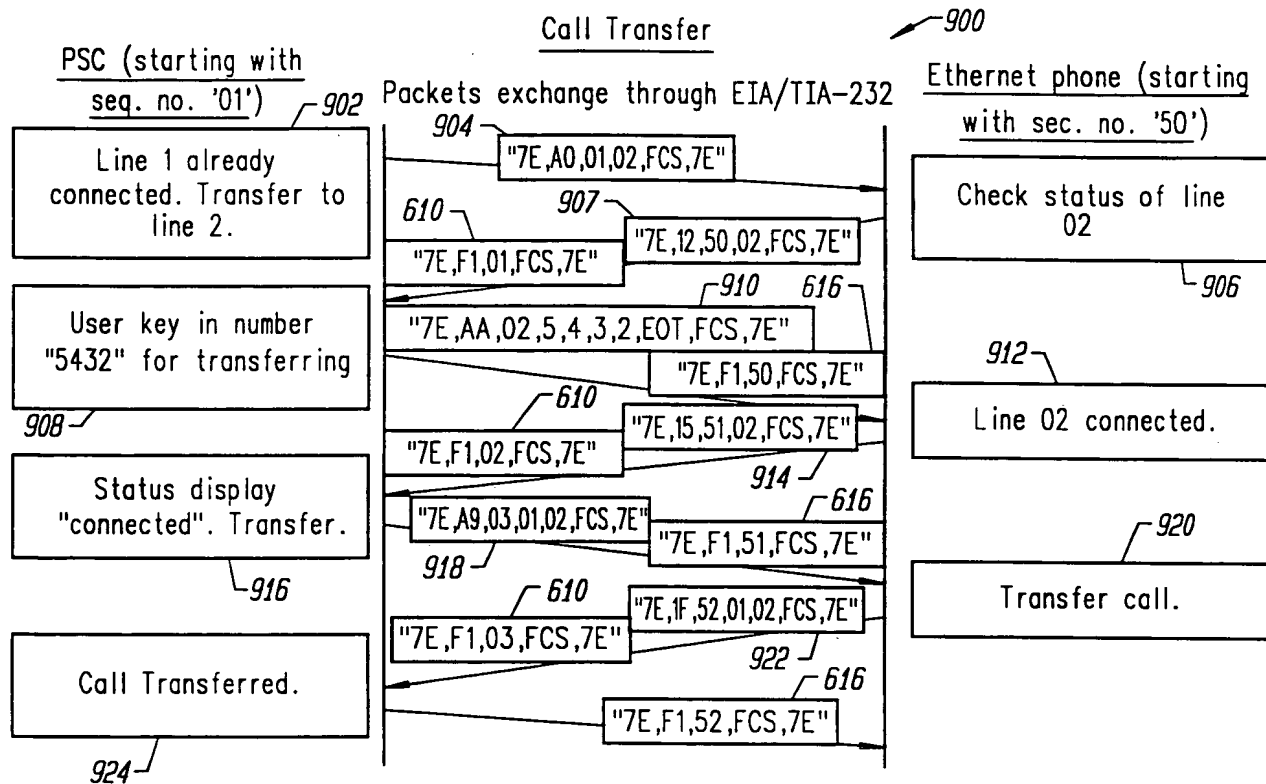 Call Transfer
900
PSC (starting with
seq. no. '01')
Packets exchange through EIA/TIA-232
Ethernet phone (starting
with sec. no. '50')
902
Line 1 already
connected. Transfer to
line 2.
904
"7E,A0,01,02,FCS,7E"
Check status of line
02
906
907
"7E,12,50,02,FCS,7E"
610
"7E,F1,01,FCS,7E"
User key in number
"5432" for transferring
908
910
"7E,AA,02,5,4,3,2,EOT,FCS,7E"
616
"7E,F1,50,FCS,7E"
912
Line 02 connected.
610
"7E,15,51,02,FCS,7E"
914
"7E,F1,02,FCS,7E"
Status display
"connected". Transfer.
916
"7E,A9,03,01,02,FCS,7E"
918
616
"7E,F1,51,FCS,7E"
920
Transfer call.
610
"7E,1F,52,01,02,FCS,7E"
922
"7E,F1,03,FCS,7E"
Call Transferred.
924
616
"7E,F1,52,FCS,7E"